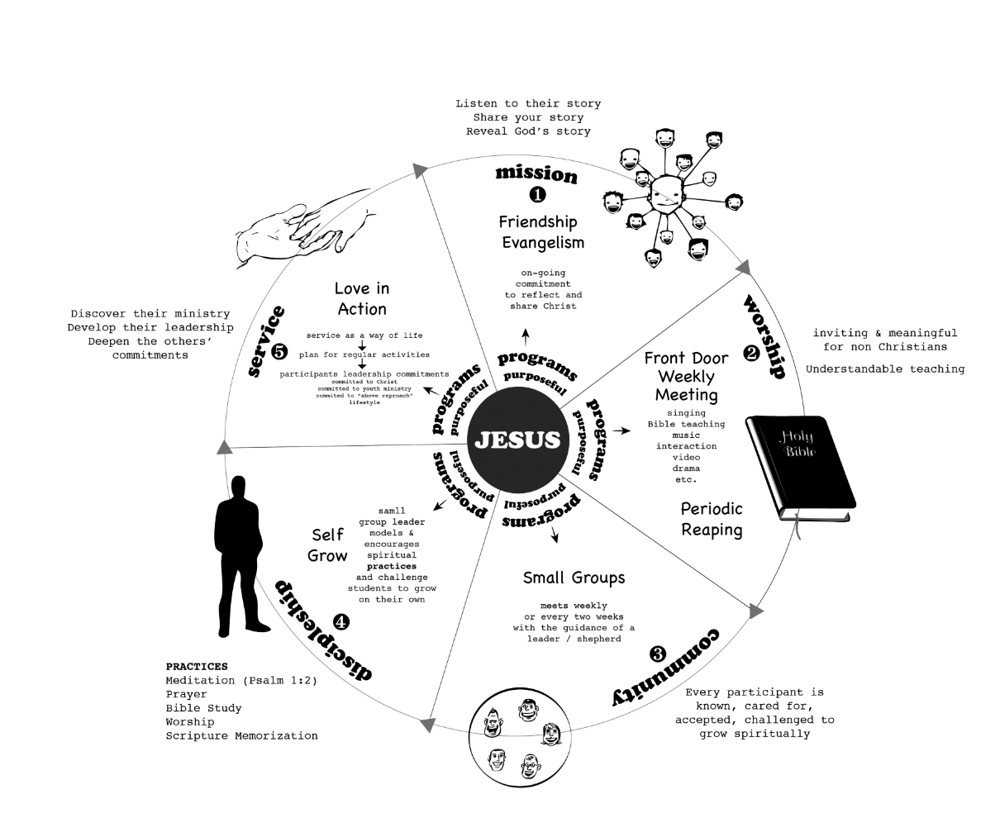 Listen to their story
Share your story
Reveal God's story
mission
1
Friendship
Evangelism
on-going
commitment
to reflect and
share Christ
programs
purposeful
worship
2
inviting & meaningful
for non Christians
Understandable teaching
Front Door
Weekly
Meeting
singing
Bible teaching
music
interaction
video
drama
etc.
Periodic
Reaping
programs
purposeful
Holy
Bible
community
3
Every participant is
known, cared for,
accepted, challenged to
grow spiritually
Small Groups
meets weekly
or every two weeks
with the guidance of a
leader / shepherd
programs
purposeful
discipleship
4
Self
Grow
samll
group leader
models &
encourages
spiritual
practices
and challenge
students to grow
on their own
programs
purposeful
PRACTICES
Meditation (Psalm 1:2)
Prayer
Bible Study
Worship
Scripture Memorization
service
5
Discover their ministry
Develop their leadership
Deepen the others'
commitments
Love in
Action
service as a way of life
plan for regular activities
participants leadership commitments
committed to Christ
committed to youth ministry
commited to "above reproach"
lifestyle
programs
purposeful
JESUS